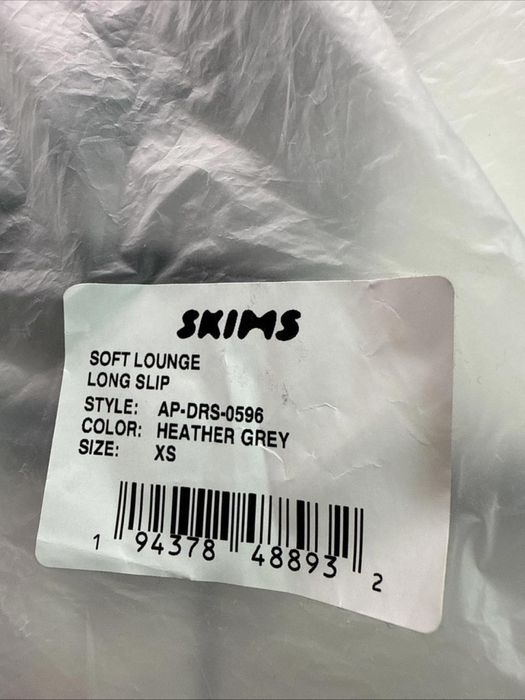 SKIMS
SOFT LOUNGE
LONG SLIP
STYLE: AP-DRS-0596
COLOR: HEATHER GREY
SIZE: XS
1 94378 48893 2